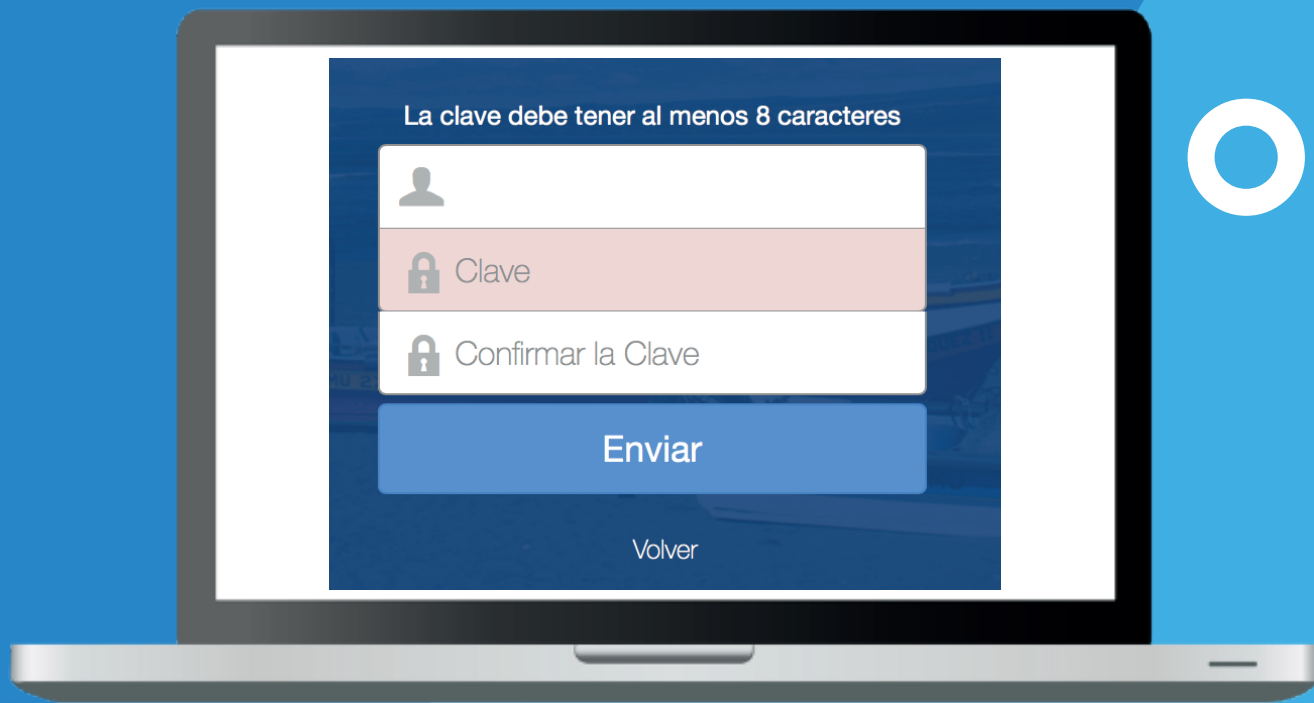 La clave debe tener al menos 8 caracteres
Clave
Confirmar la Clave
Enviar
Volver